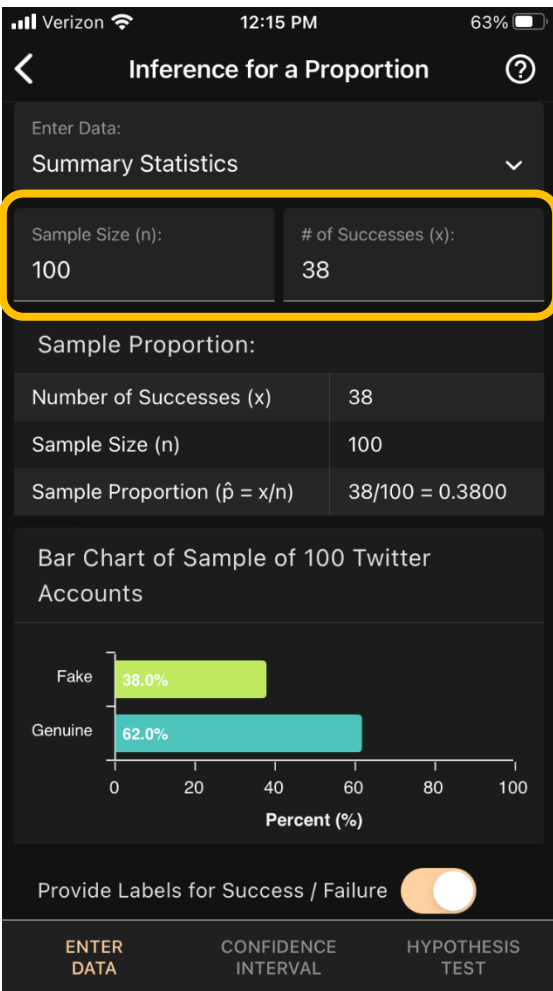 Verizon 12:15 PM 63%
Inference for a Proportion ?
Enter Data:
Summary Statistics
Sample Size (n): # of Successes (x):
100 38
Sample Proportion:
Number of Successes (x) 38
Sample Size (n) 100
Sample Proportion (p̂ = x/n) 38/100 = 0.3800
Bar Chart of Sample of 100 Twitter
Accounts
Fake 38.0%
Genuine 62.0%
0 20 40 60 80 100
Percent (%)
Provide Labels for Success / Failure
ENTER CONFIDENCE HYPOTHESIS
DATA INTERVAL TEST